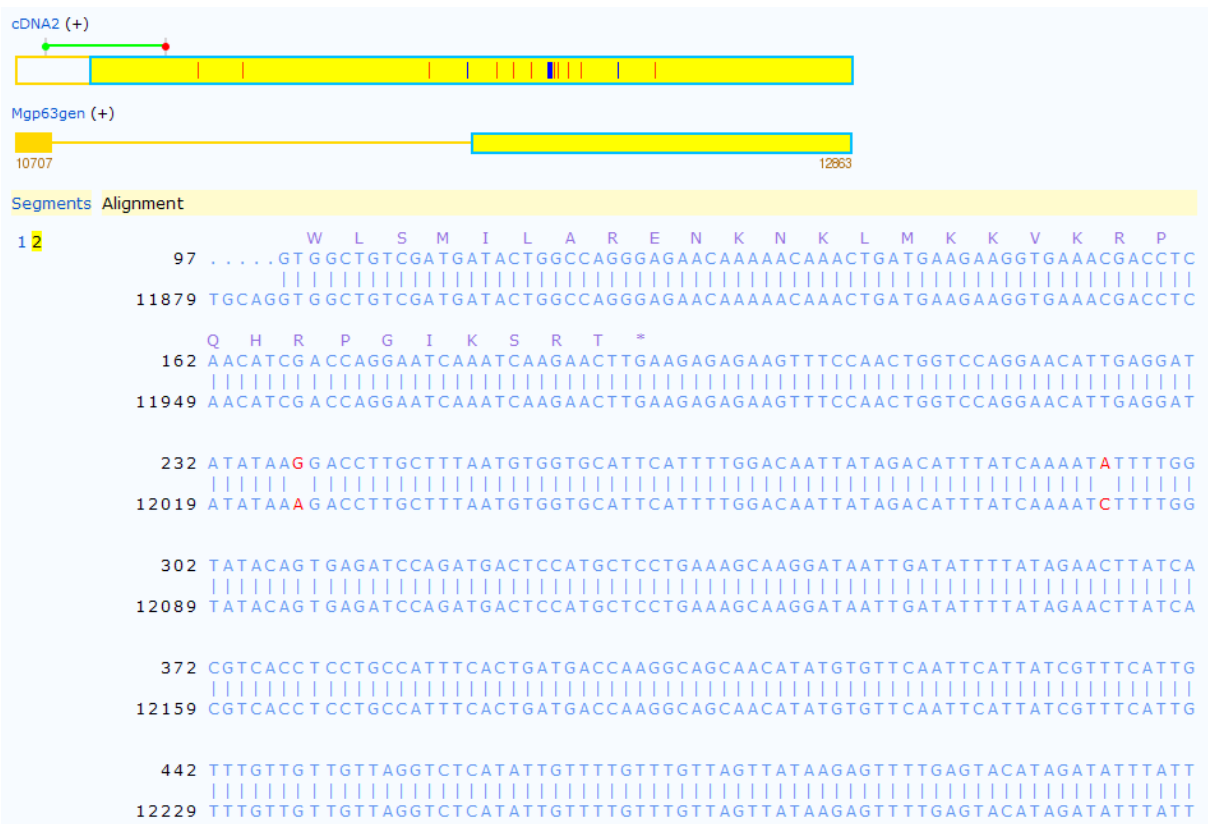 cDNA2 (+)
Mgp63gen (+)
10707 12863
Segments Alignment
1 2
W L S M I L A R E N K N K L M K K V K R P
97 .....GTGGCTGTCGATGATACTGGCCAGGGAGAACAAAAACAAACTGATGAAGAAGGTGAAACGACCTC
11879 TGCAGGTGGCTGTCGATGATACTGGCCAGGGAGAACAAAAACAAACTGATGAAGAAGGTGAAACGACCTC
Q H R P G I K S R T *
162 AACATCGACCAGGAATCAAATCAAGAACTTGAAGAGAGAAGTTTCCAACTGGTCCAGGAACATTGAGGAT
11949 AACATCGACCAGGAATCAAATCAAGAACTTGAAGAGAGAAGTTTCCAACTGGTCCAGGAACATTGAGGAT
232 ATATAAGGACCTTGCTTTAATGTGGTGCATTCATTTTGGACAATTATAGACATTTATCAAAATATTTTGG
12019 ATATAAAGACCTTGCTTTAATGTGGTGCATTCATTTTGGACAATTATAGACATTTATCAAAATCTTTTGG
302 TATACAGTGAGATCCAGATGACTCCATGCTCCTGAAAGCAAGGATAATTGATATTTTATAGAACTTATCA
12089 TATACAGTGAGATCCAGATGACTCCATGCTCCTGAAAGCAAGGATAATTGATATTTTATAGAACTTATCA
372 CGTCACCTCCTGCCATTTCACTGATGACCAAGGCAGCAACATATGTGTTCAATTCATTATCGTTTCATTG
12159 CGTCACCTCCTGCCATTTCACTGATGACCAAGGCAGCAACATATGTGTTCAATTCATTATCGTTTCATTG
442 TTTGTTGTTGTTAGGTCTCATATTGTTTTGTTTGTTAGTTATAAGAGTTTTGAGTACATAGATATTTATT
12229 TTTGTTGTTGTTAGGTCTCATATTGTTTTGTTTGTTAGTTATAAGAGTTTTGAGTACATAGATATTTATT